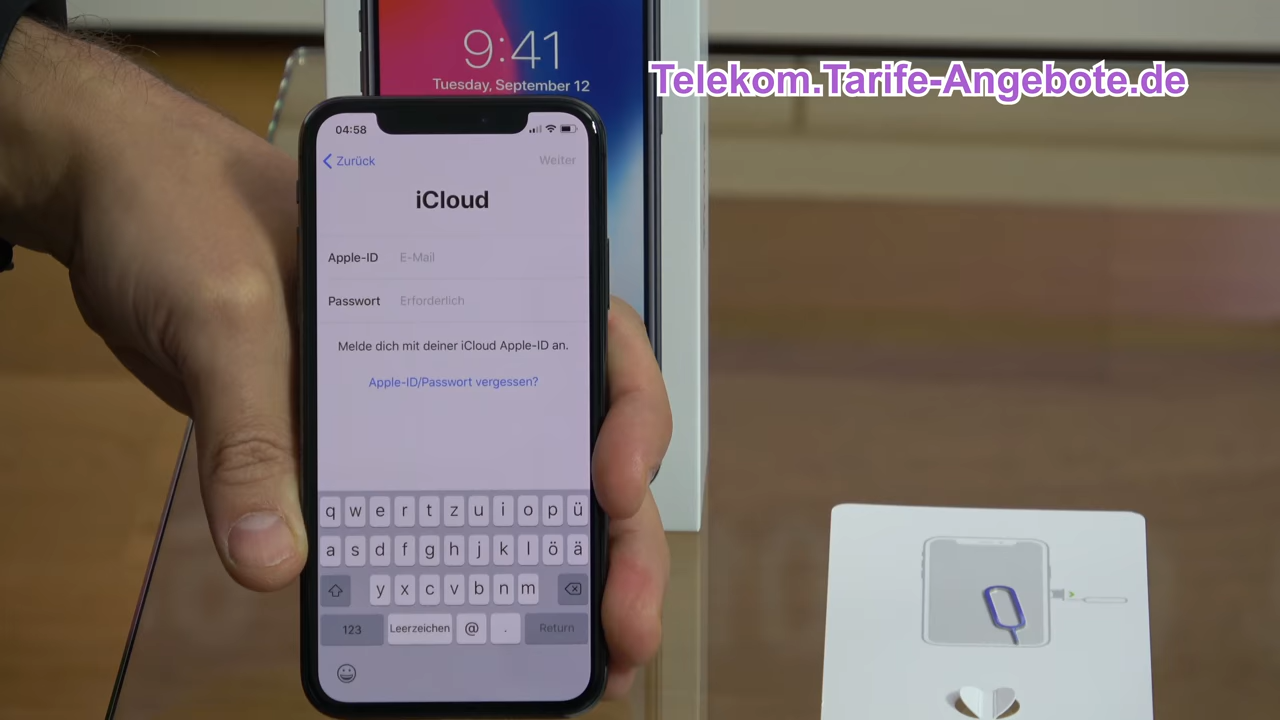 9:41
Tuesday, September 12
Telekom.Tarife-Angebote.de
04:58
Zurück
Weiter
iCloud
Apple-ID E-Mail
Passwort Erforderlich
Melde dich mit deiner iCloud Apple-ID an.
Apple-ID/Passwort vergessen?
q w e r t z u i o p ü
a s d f g h j k l ö ä
y x c v b n m
123 Leerzeichen @ . Return